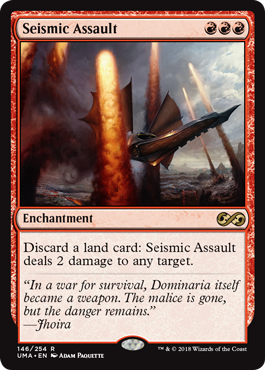 Seismic Assault
Enchantment
Discard a land card: Seismic Assault
deals 2 damage to any target.
“In a war for survival, Dominaria itself
became a weapon. The malice is gone,
but the danger remains.”
—Jhoira
146/254 R
UMA • EN Adam Paquette
™ & © 2018 Wizards of the Coast